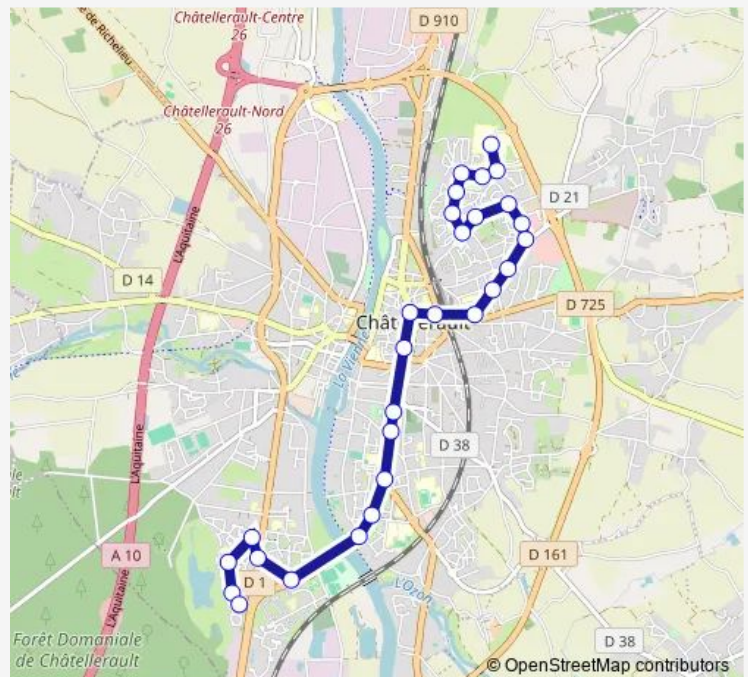 Châtellerault-Centre
26
D 910
de Richelieu
Châtellerault-Nord
26
D 21
L'Aquitaine
D 14
D 725
Châtellerault
La Vienne
L'Aquitaine
D 38
A 10
D 161
D 1
L'Ozon
L'Aquitaine
Forêt Domaniale
de Châtellerault
D 38
© OpenStreetMap contributors